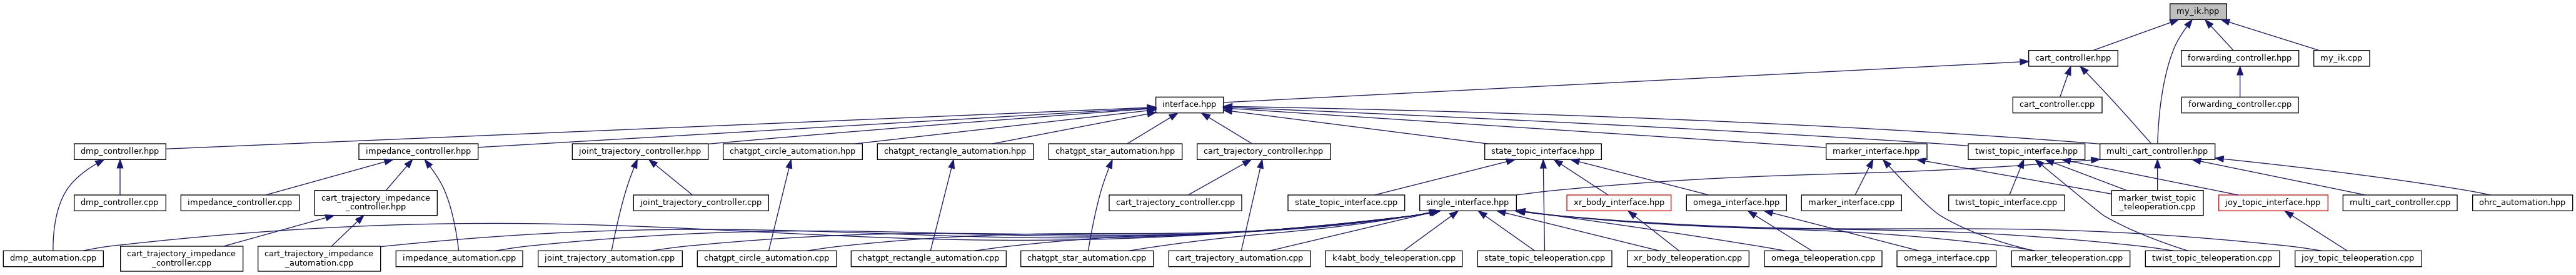 my_ik.hpp
cart_controller.hpp
forwarding_controller.hpp
my_ik.cpp
interface.hpp
cart_controller.cpp
forwarding_controller.cpp
dmp_controller.hpp
impedance_controller.hpp
joint_trajectory_controller.hpp
chatgpt_circle_automation.hpp
chatgpt_rectangle_automation.hpp
chatgpt_star_automation.hpp
cart_trajectory_controller.hpp
state_topic_interface.hpp
marker_interface.hpp
twist_topic_interface.hpp
multi_cart_controller.hpp
dmp_controller.cpp
impedance_controller.cpp
cart_trajectory_impedance
_controller.hpp
joint_trajectory_controller.cpp
cart_trajectory_controller.cpp
state_topic_interface.cpp
single_interface.hpp
xr_body_interface.hpp
omega_interface.hpp
marker_interface.cpp
twist_topic_interface.cpp
marker_twist_topic
_teleoperation.cpp
joy_topic_interface.hpp
multi_cart_controller.cpp
ohrc_automation.hpp
dmp_automation.cpp
cart_trajectory_impedance
_controller.cpp
cart_trajectory_impedance
_automation.cpp
impedance_automation.cpp
joint_trajectory_automation.cpp
chatgpt_circle_automation.cpp
chatgpt_rectangle_automation.cpp
chatgpt_star_automation.cpp
cart_trajectory_automation.cpp
k4abt_body_teleoperation.cpp
state_topic_teleoperation.cpp
xr_body_teleoperation.cpp
omega_teleoperation.cpp
omega_interface.cpp
marker_teleoperation.cpp
twist_topic_teleoperation.cpp
joy_topic_teleoperation.cpp